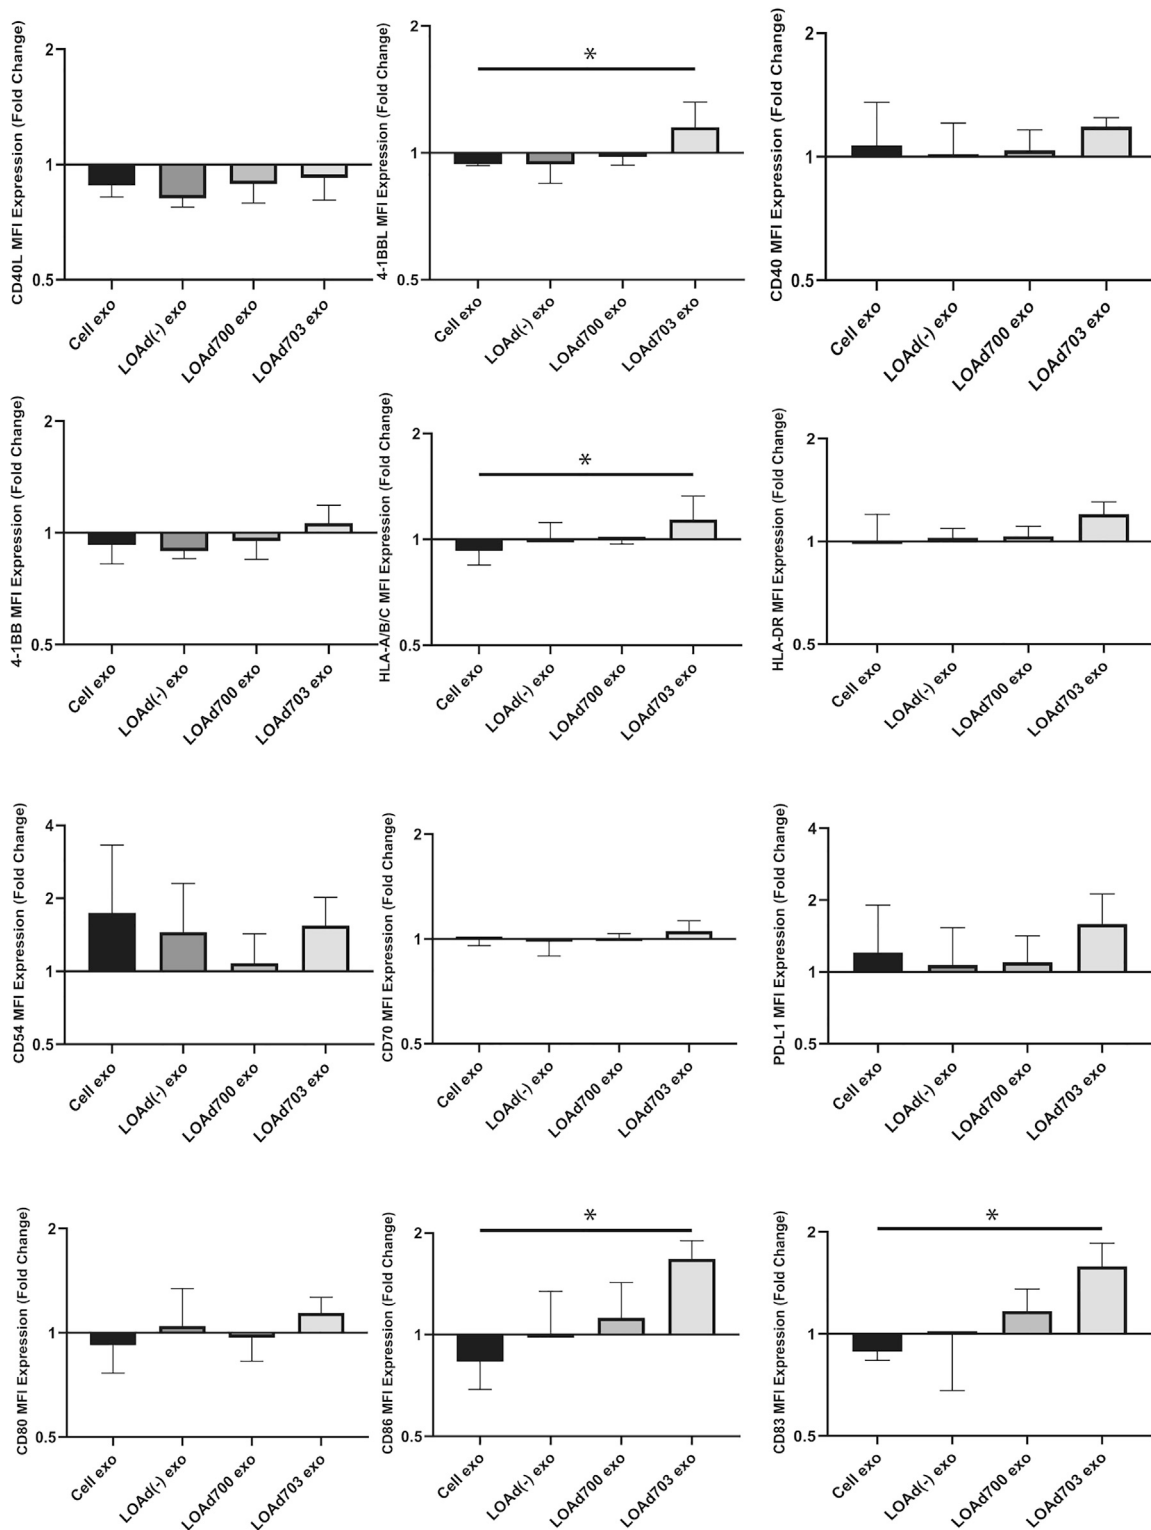 CD40L MFI Expression (Fold Change)
2
1
0.5
Cell exo
LOAd(-) exo
LOAd700 exo
LOAd703 exo
4-1BBL MFI Expression (Fold Change)
2
1
0.5
*
Cell exo
LOAd(-) exo
LOAd700 exo
LOAd703 exo
CD40 MFI Expression (Fold Change)
2
1
0.5
Cell exo
LOAd(-) exo
LOAd700 exo
LOAd703 exo
4-1BB MFI Expression (Fold Change)
2
1
0.5
Cell exo
LOAd(-) exo
LOAd700 exo
LOAd703 exo
HLA-A/B/C MFI Expression (Fold Change)
2
1
0.5
*
Cell exo
LOAd(-) exo
LOAd700 exo
LOAd703 exo
HLA-DR MFI Expression (Fold Change)
2
1
0.5
Cell exo
LOAd(-) exo
LOAd700 exo
LOAd703 exo
CD54 MFI Expression (Fold Change)
4
2
1
0.5
Cell exo
LOAd(-) exo
LOAd700 exo
LOAd703 exo
CD70 MFI Expression (Fold Change)
2
1
0.5
Cell exo
LOAd(-) exo
LOAd700 exo
LOAd703 exo
PD-L1 MFI Expression (Fold Change)
4
2
1
0.5
Cell exo
LOAd(-) exo
LOAd700 exo
LOAd703 exo
CD80 MFI Expression (Fold Change)
2
1
0.5
Cell exo
LOAd(-) exo
LOAd700 exo
LOAd703 exo
CD86 MFI Expression (Fold Change)
2
1
0.5
*
Cell exo
LOAd(-) exo
LOAd700 exo
LOAd703 exo
CD83 MFI Expression (Fold Change)
2
1
0.5
*
Cell exo
LOAd(-) exo
LOAd700 exo
LOAd703 exo